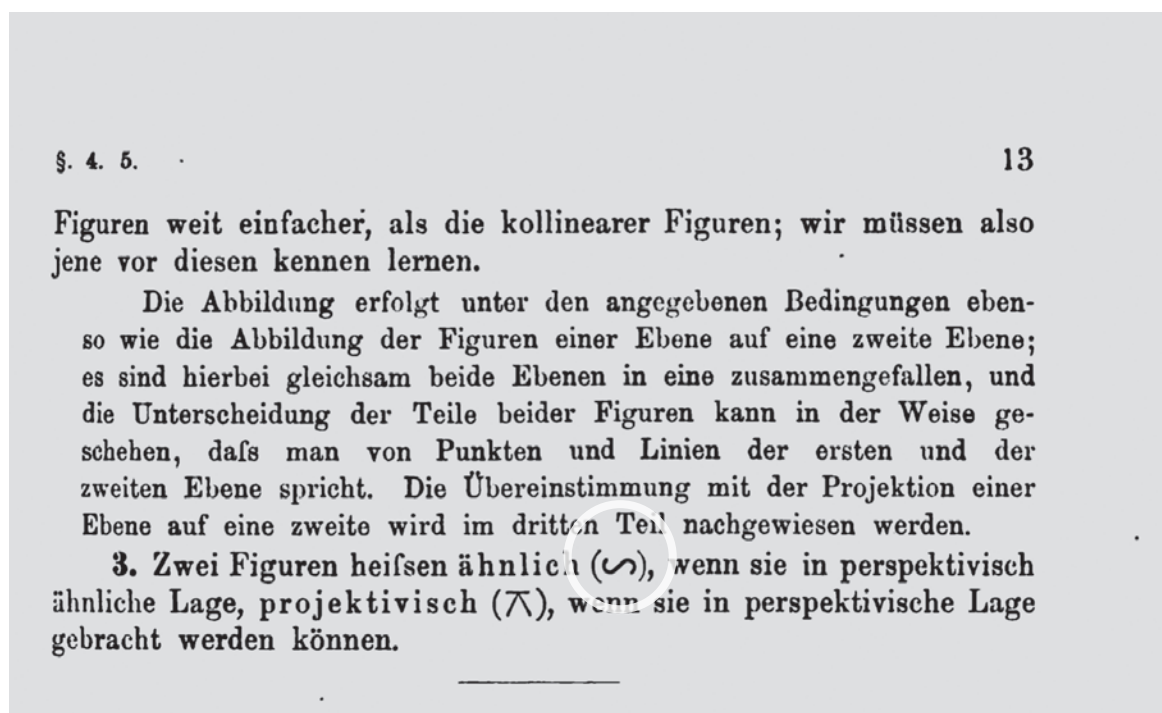 §. 4. 5. 13
Figuren weit einfacher, als die kollinearer Figuren; wir müssen also
jene vor diesen kennen lernen.
Die Abbildung erfolgt unter den angegebenen Bedingungen eben-
so wie die Abbildung der Figuren einer Ebene auf eine zweite Ebene;
es sind hierbei gleichsam beide Ebenen in eine zusammengefallen, und
die Unterscheidung der Teile beider Figuren kann in der Weise ge-
schehen, daſs man von Punkten und Linien der ersten und der
zweiten Ebene spricht. Die Übereinstimmung mit der Projektion einer
Ebene auf eine zweite wird im dritten Teil nachgewiesen werden.
3. Zwei Figuren heiſsen ähnlich (∽), wenn sie in perspektivisch
ähnliche Lage, projektivisch (⊼), wenn sie in perspektivische Lage
gebracht werden können.